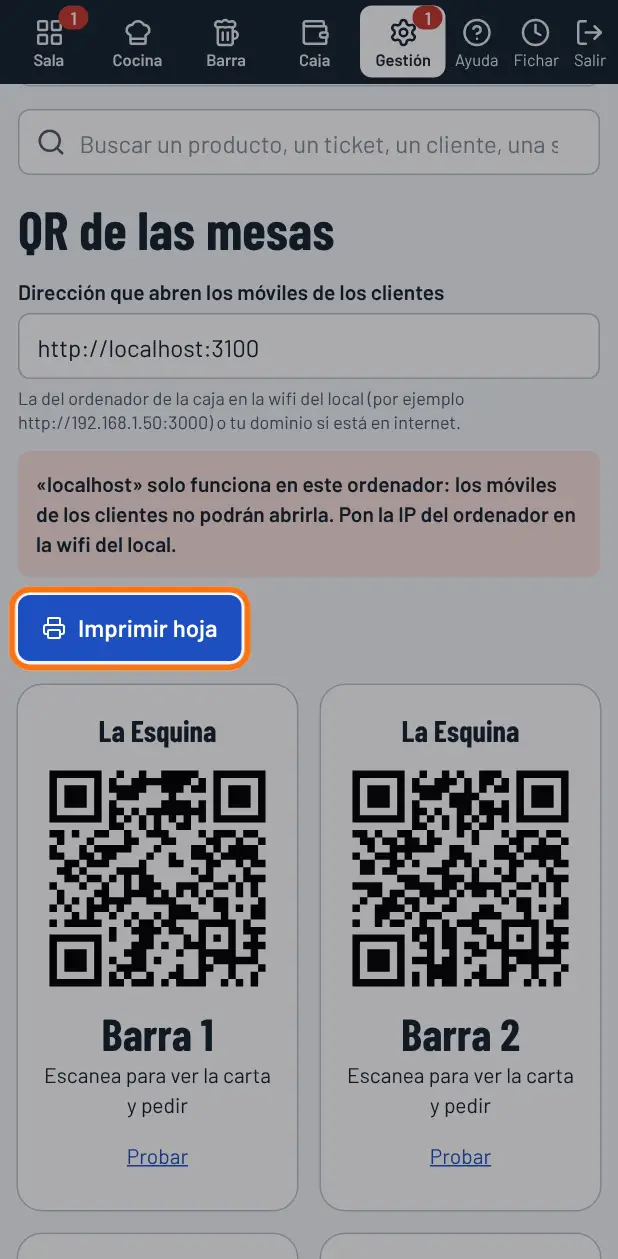 1
1
Sala
Cocina
Barra
Caja
Gestión
Ayuda
Fichar
Salir
Buscar un producto, un ticket, un cliente, una s
QR de las mesas
Dirección que abren los móviles de los clientes
http://localhost:3100
La del ordenador de la caja en la wifi del local (por ejemplo
http://192.168.1.50:3000) o tu dominio si está en internet.
«localhost» solo funciona en este ordenador: los móviles
de los clientes no podrán abrirla. Pon la IP del ordenador en
la wifi del local.
Imprimir hoja
La Esquina
Barra 1
Escanea para ver la carta
y pedir
Probar
La Esquina
Barra 2
Escanea para ver la carta
y pedir
Probar